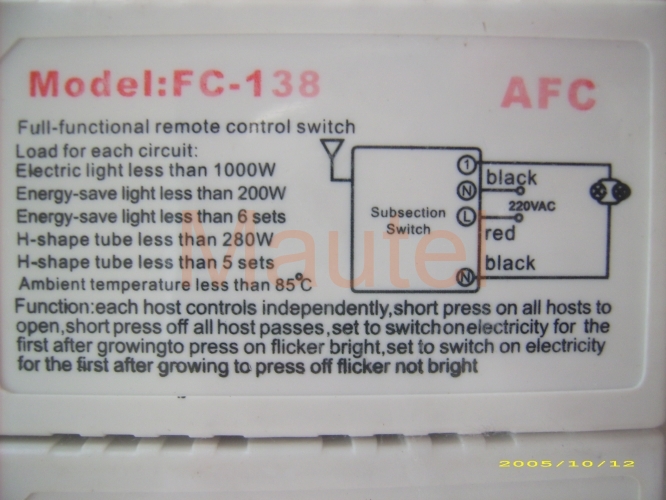 Model:FC-138
AFC
Full-functional remote control switch
Load for each circuit:
Electric light less than 1000W
Energy-save light less than 200W
Energy-save light less than 6 sets
H-shape tube less than 280W
H-shape tube less than 5 sets
Ambient temperature less than 85°C
Subsection
Switch
1
N
L
N
black
220VAC
red
black
Function:each host controls independently,short press on all hosts to
open,short press off all host passes,set to switchonelectricity for the
first after growingto press on flicker bright,set to switch on electricity
for the first after growing to press off flicker not bright
Mautel
2005/10/12